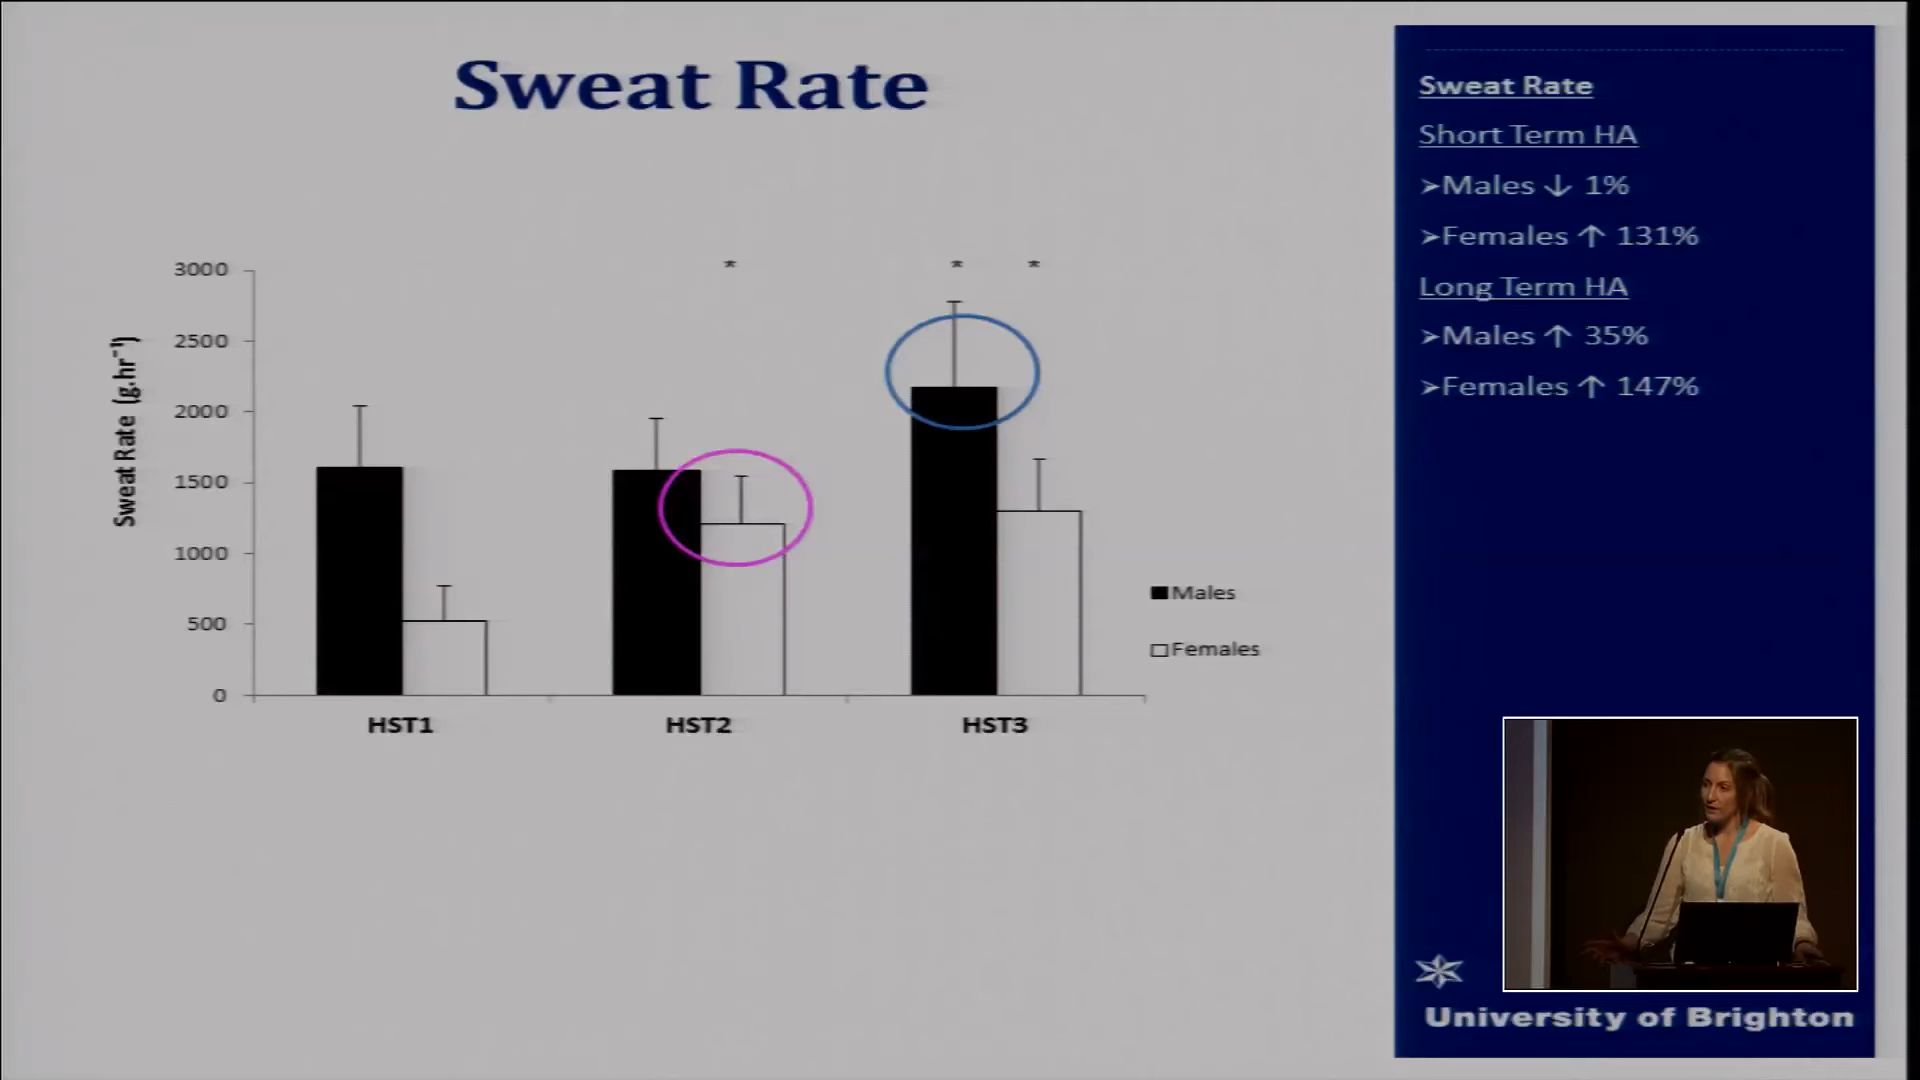 Sweat Rate
3000
2500
2000
1500
1000
500
0
Sweat Rate (g.hr⁻¹)
* * *
HST1 HST2 HST3
Males
Females
Sweat Rate
Short Term HA
➢Males ↓ 1%
➢Females ↑ 131%
Long Term HA
➢Males ↑ 35%
➢Females ↑ 147%
University of Brighton